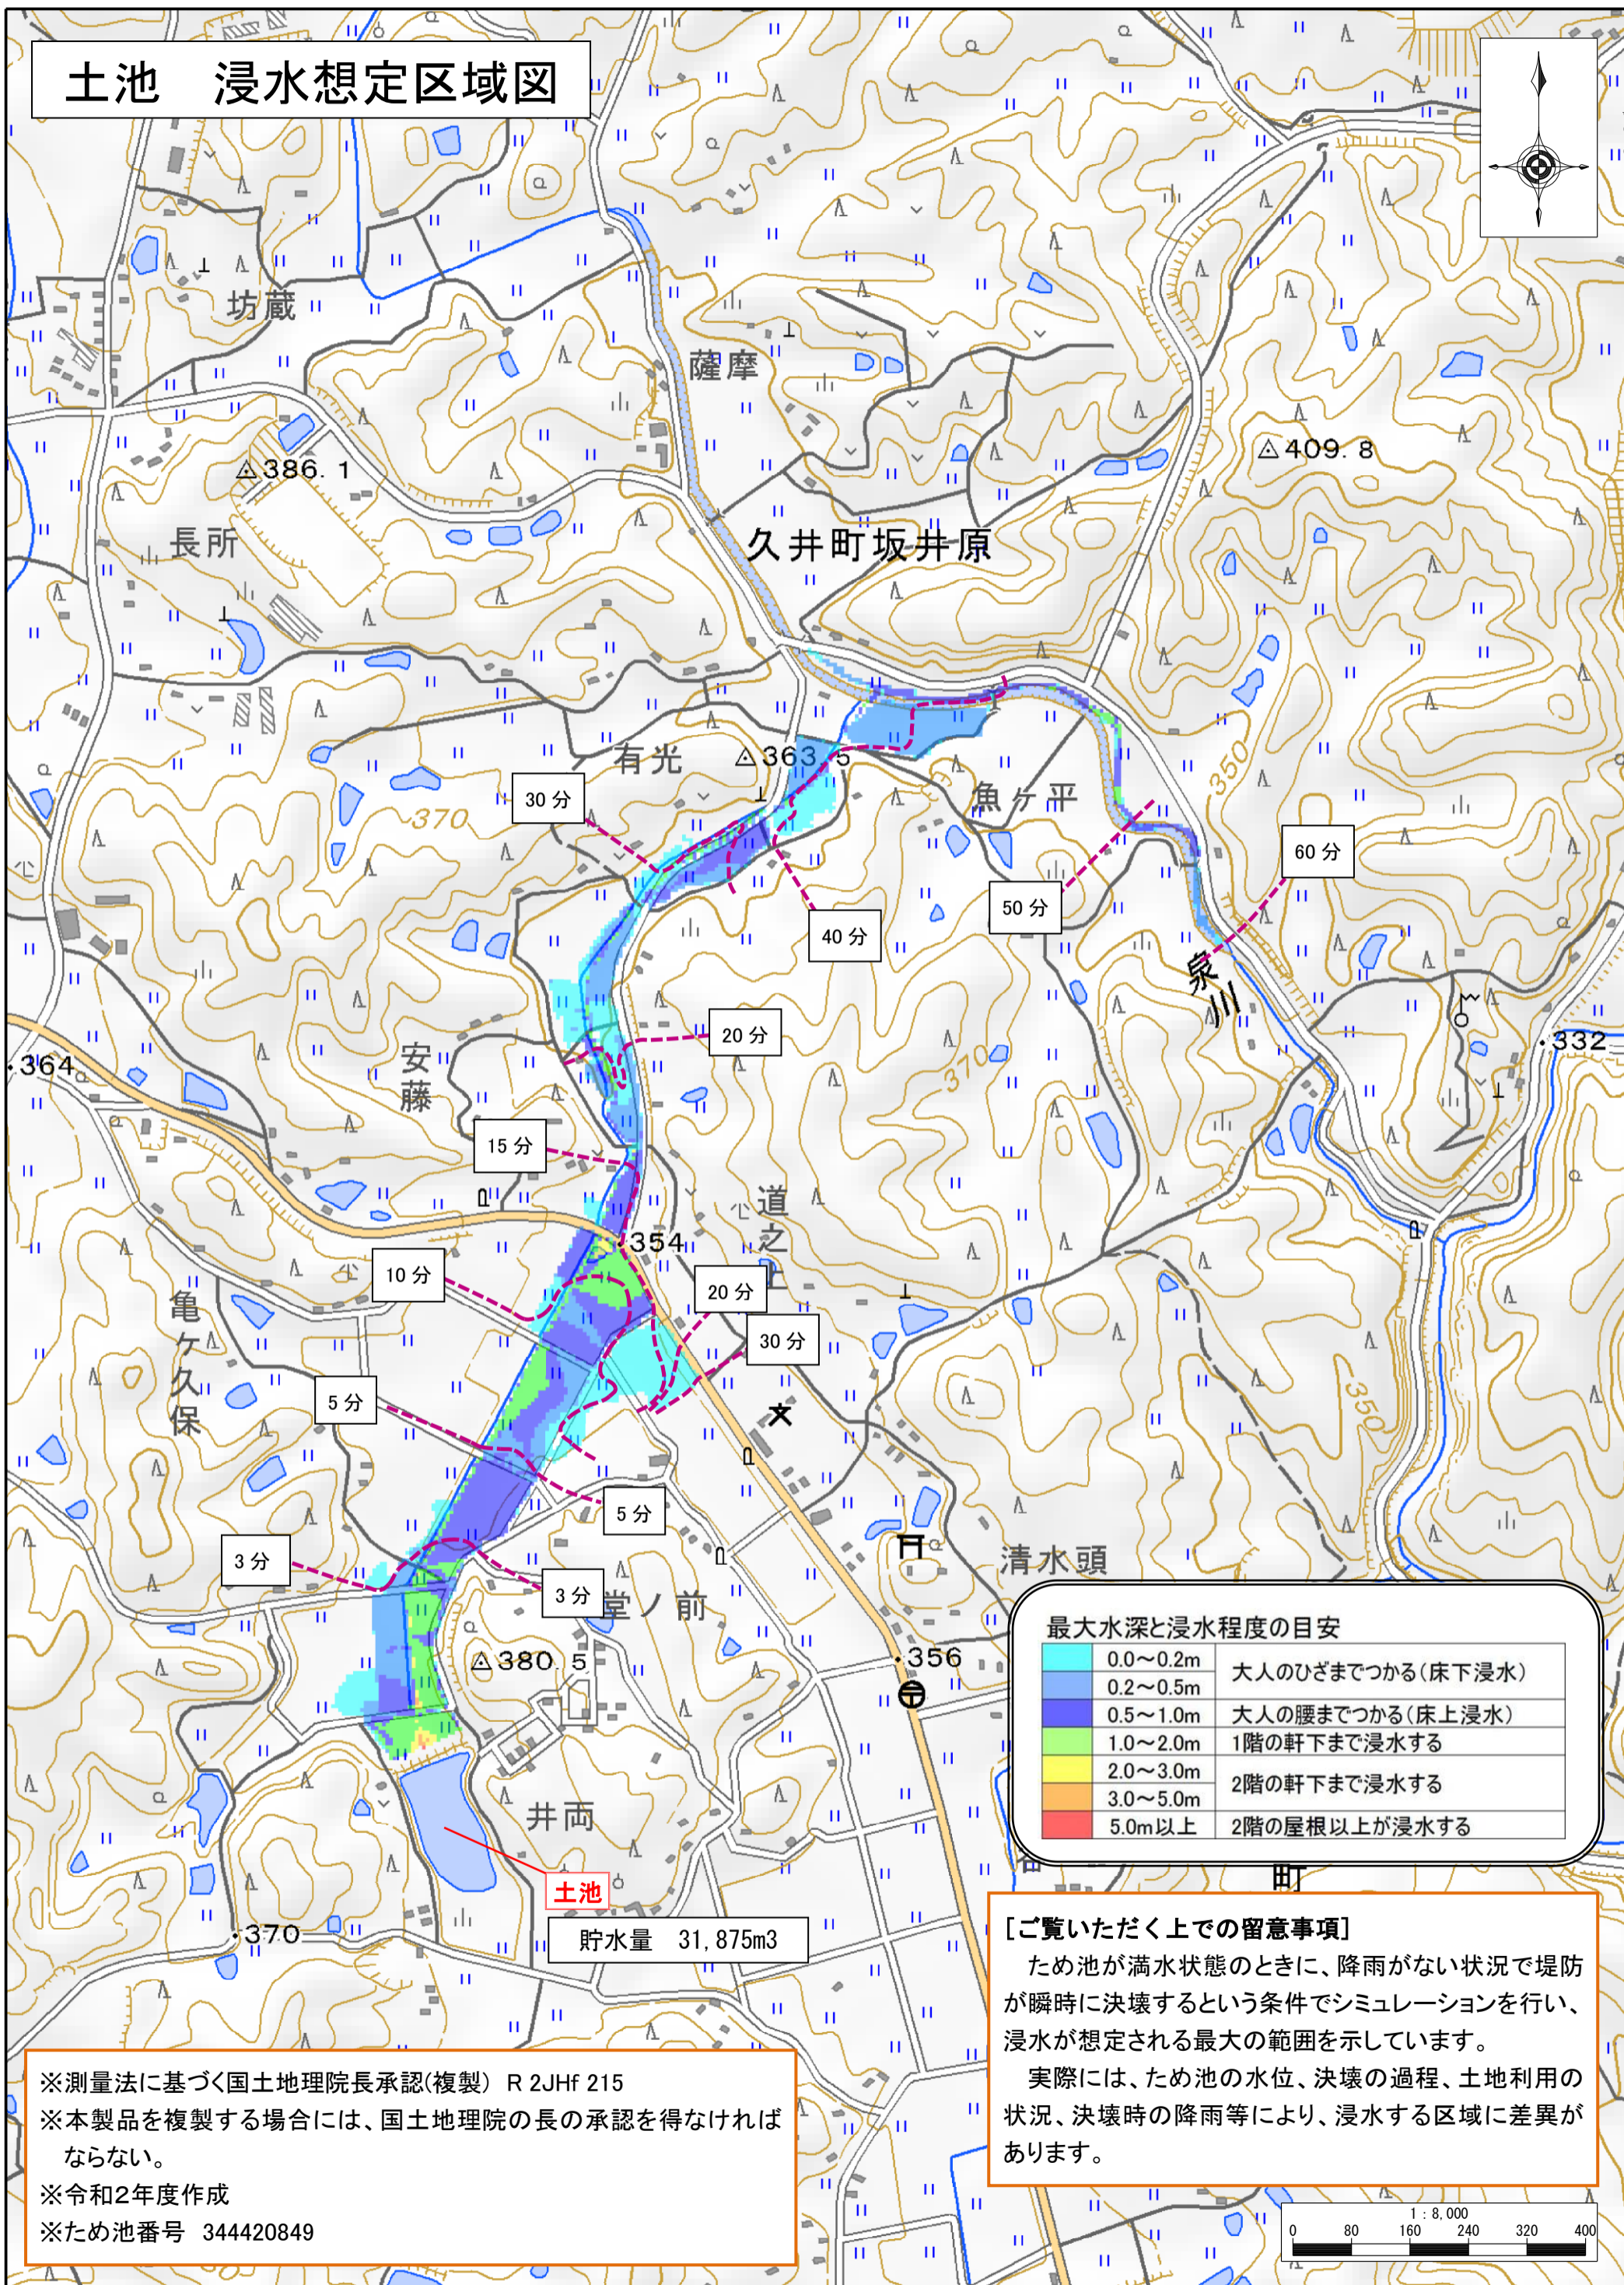 土池　浸水想定区域図
坊蔵
薩摩
386.1
409.8
長所
久井町坂井原
有光
363.5
魚ヶ平
350
30分
370
60分
50分
40分
泉川
20分
332
364
安藤
370
15分
道之上
354
10分
20分
亀ヶ久保
30分
5分
350
文
5分
清水頭
3分
3分
堂ノ前
380.5
356
最大水深と浸水程度の目安
0.0～0.2m
大人のひざまでつかる(床下浸水)
0.2～0.5m
0.5～1.0m　大人の腰までつかる(床上浸水)
1.0～2.0m　1階の軒下まで浸水する
2.0～3.0m
2階の軒下まで浸水する
3.0～5.0m
5.0m以上　2階の屋根以上が浸水する
井両
町
土池
370
貯水量　31,875m3
[ご覧いただく上での留意事項]
ため池が満水状態のときに、降雨がない状況で堤防
が瞬時に決壊するという条件でシミュレーションを行い、
浸水が想定される最大の範囲を示しています。
実際には、ため池の水位、決壊の過程、土地利用の
状況、決壊時の降雨等により、浸水する区域に差異が
あります。
※測量法に基づく国土地理院長承認(複製)　R 2JHf 215
※本製品を複製する場合には、国土地理院の長の承認を得なければ
ならない。
※令和2年度作成
※ため池番号　344420849
1：8,000
0　80　160　240　320　400